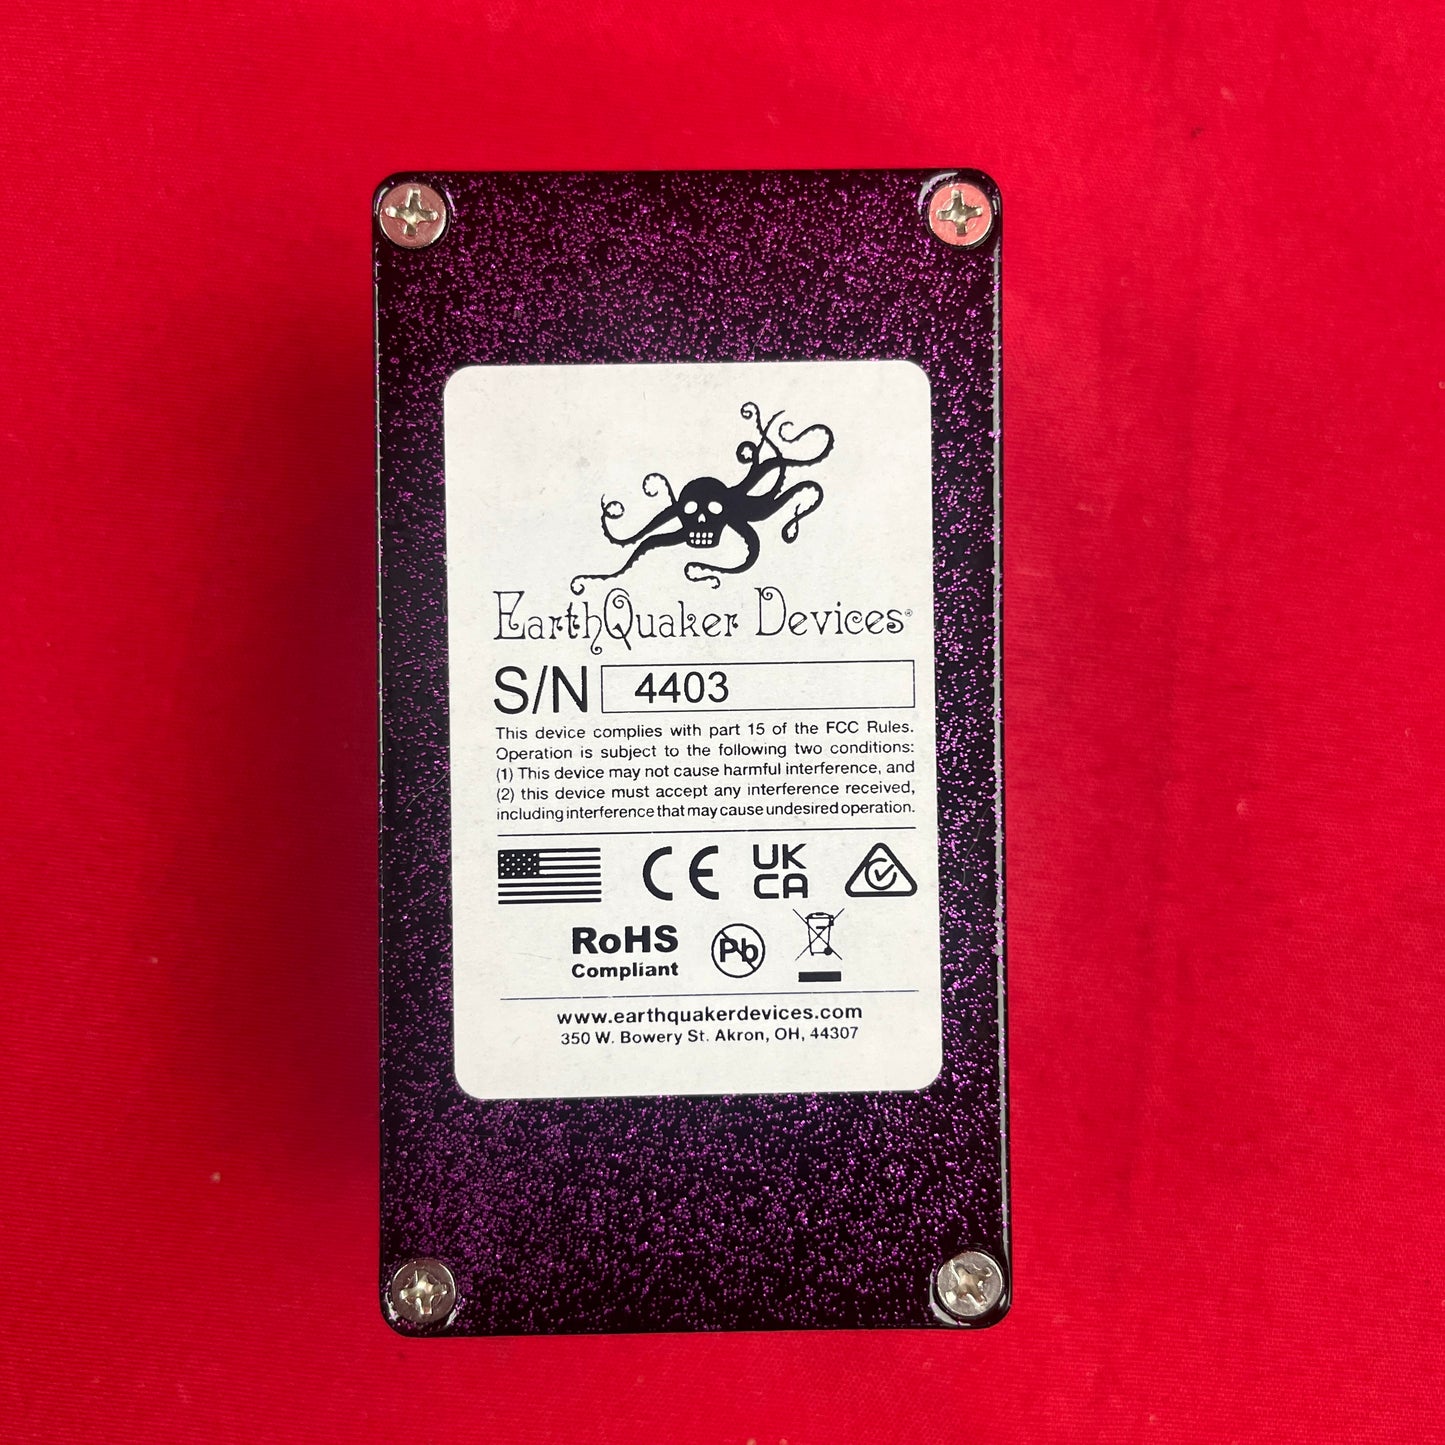 EarthQuaker Devices®
S/N 4403
This device complies with part 15 of the FCC Rules.
Operation is subject to the following two conditions:
(1) This device may not cause harmful interference, and
(2) this device must accept any interference received,
including interference that may cause undesired operation.
CE UK
CA
RoHS Pb
Compliant
www.earthquakerdevices.com
350 W. Bowery St. Akron, OH, 44307